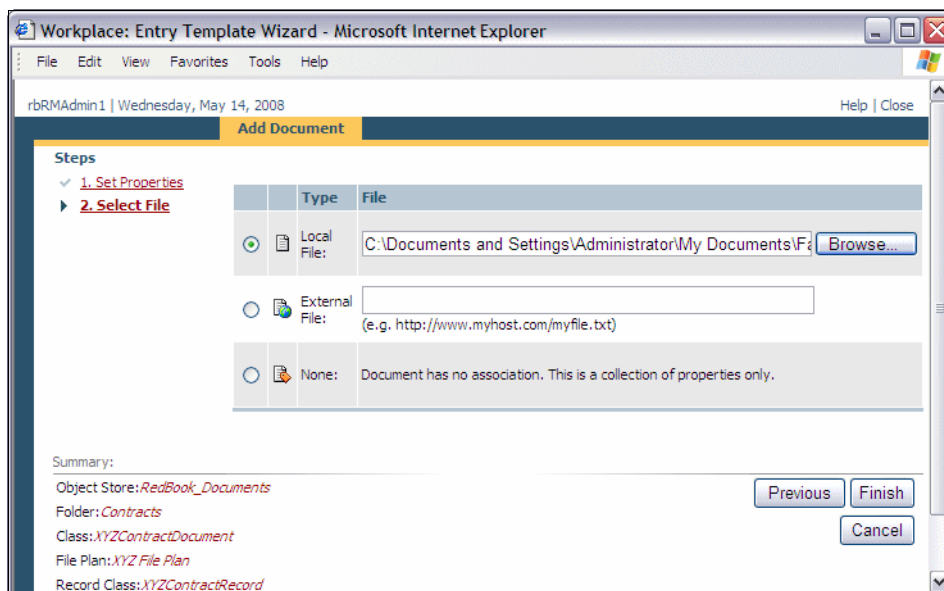 Workplace: Entry Template Wizard - Microsoft Internet Explorer
File Edit View Favorites Tools Help
rbRMAdmin1 | Wednesday, May 14, 2008 Help | Close
Add Document
Steps
1. Set Properties
2. Select File
Type File
Local File: C:\Documents and Settings\Administrator\My Documents\Fa Browse...
External File:
(e.g. http://www.myhost.com/myfile.txt)
None: Document has no association. This is a collection of properties only.
Summary:
Object Store:RedBook_Documents
Folder:Contracts
Class:XYZContractDocument
File Plan:XYZ File Plan
Record Class:XYZContractRecord
Previous Finish
Cancel